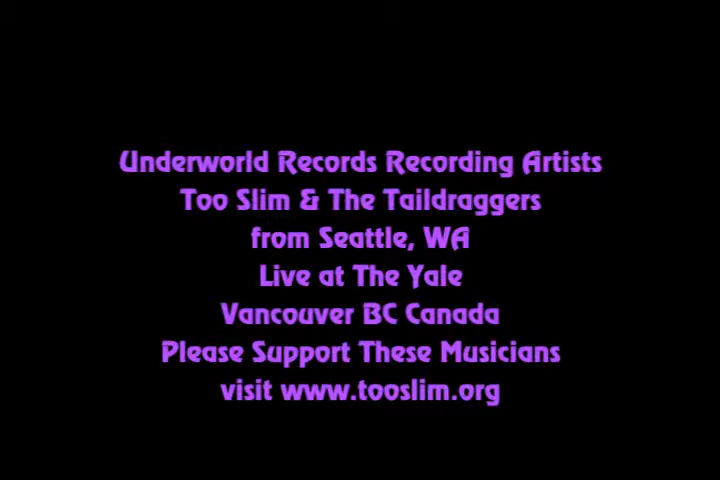 Underworld Records Recording Artists
Too Slim & The Taildraggers
from Seattle, WA
Live at The Yale
Vancouver BC Canada
Please Support These Musicians
visit www.tooslim.org